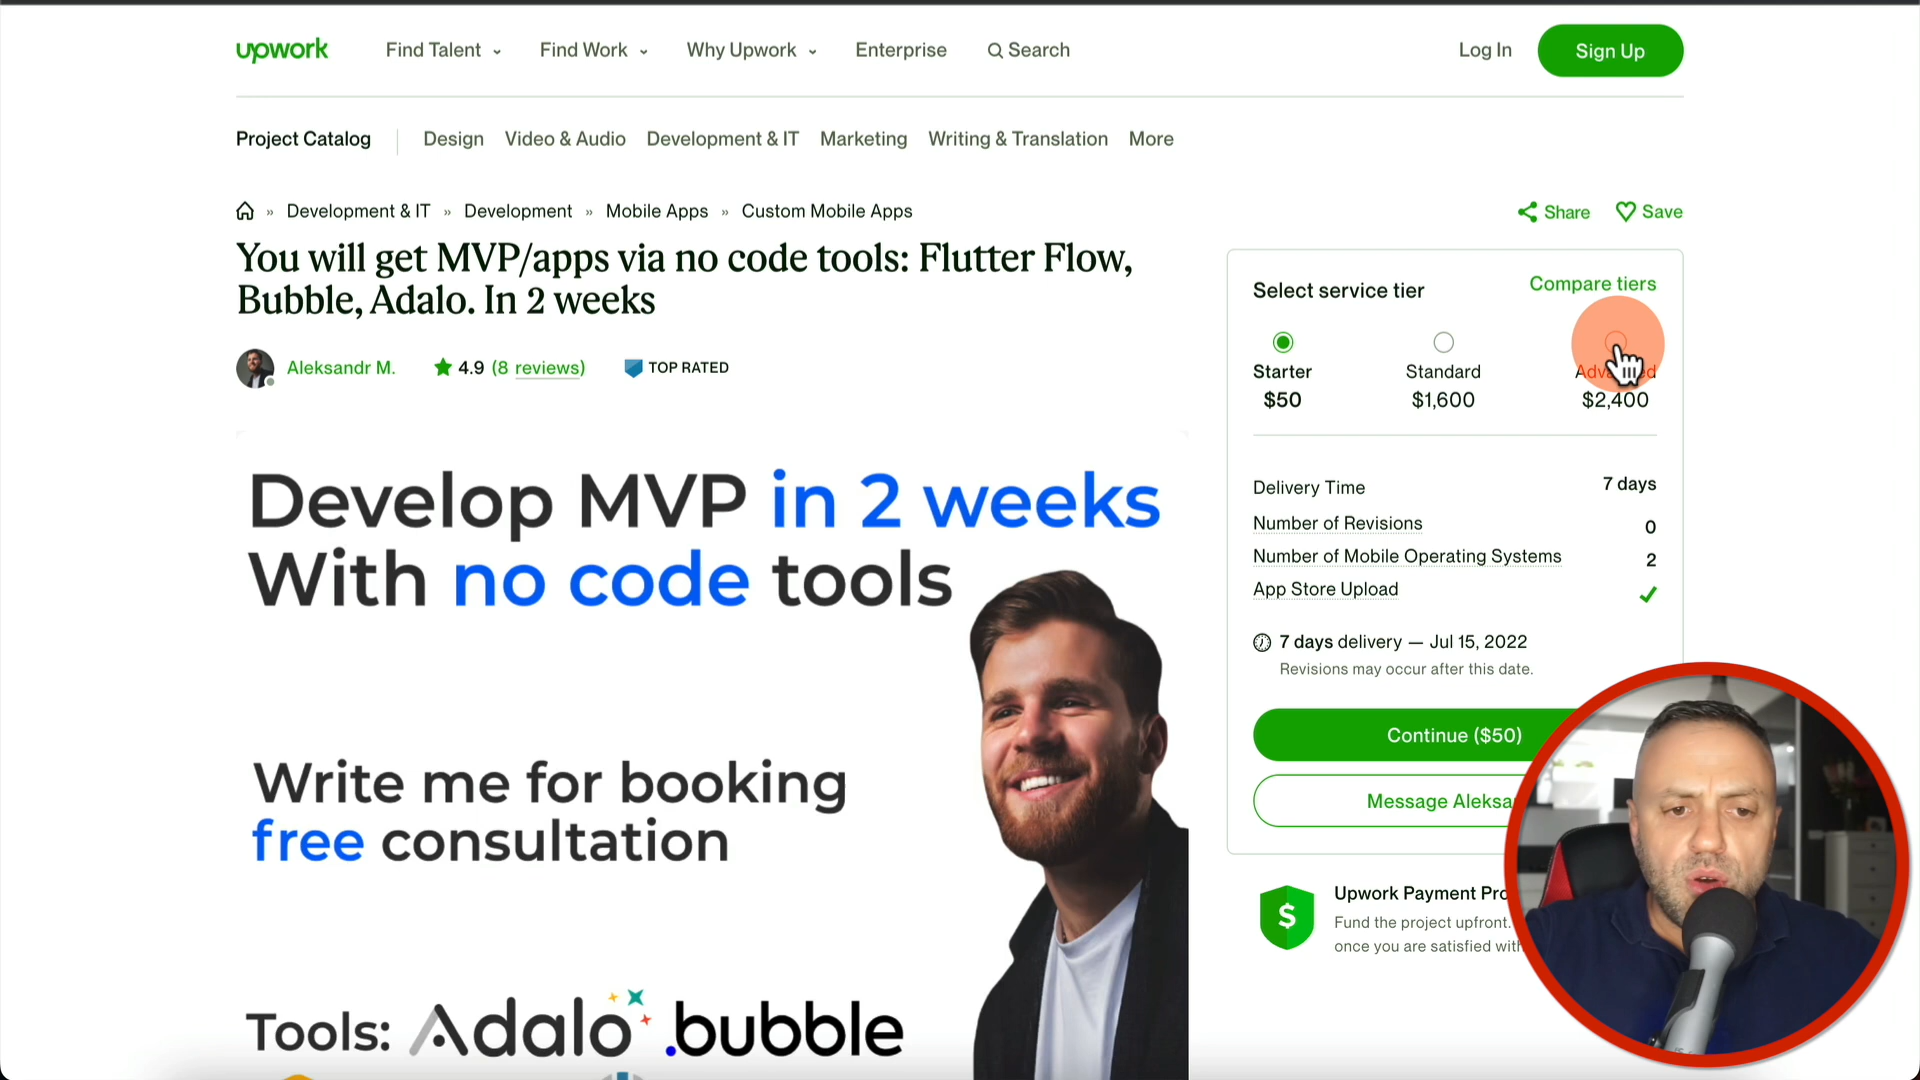 upwork Find Talent Find Work Why Upwork Enterprise Search Log In Sign Up
Project Catalog Design Video & Audio Development & IT Marketing Writing & Translation More
» Development & IT » Development » Mobile Apps » Custom Mobile Apps
Share Save
You will get MVP/apps via no code tools: Flutter Flow,
Bubble, Adalo. In 2 weeks
Aleksandr M. 4.9 (8 reviews) TOP RATED
Develop MVP in 2 weeks
With no code tools
Write me for booking
free consultation
Tools: Adalo .bubble
Select service tier Compare tiers
Starter Standard
$50 $1,600 $2,400
Delivery Time 7 days
Number of Revisions 0
Number of Mobile Operating Systems 2
App Store Upload
7 days delivery — Jul 15, 2022
Revisions may occur after this date.
Continue ($50)
Message Aleksa
Upwork Payment Pro
$
Fund the project upfront.
once you are satisfied with